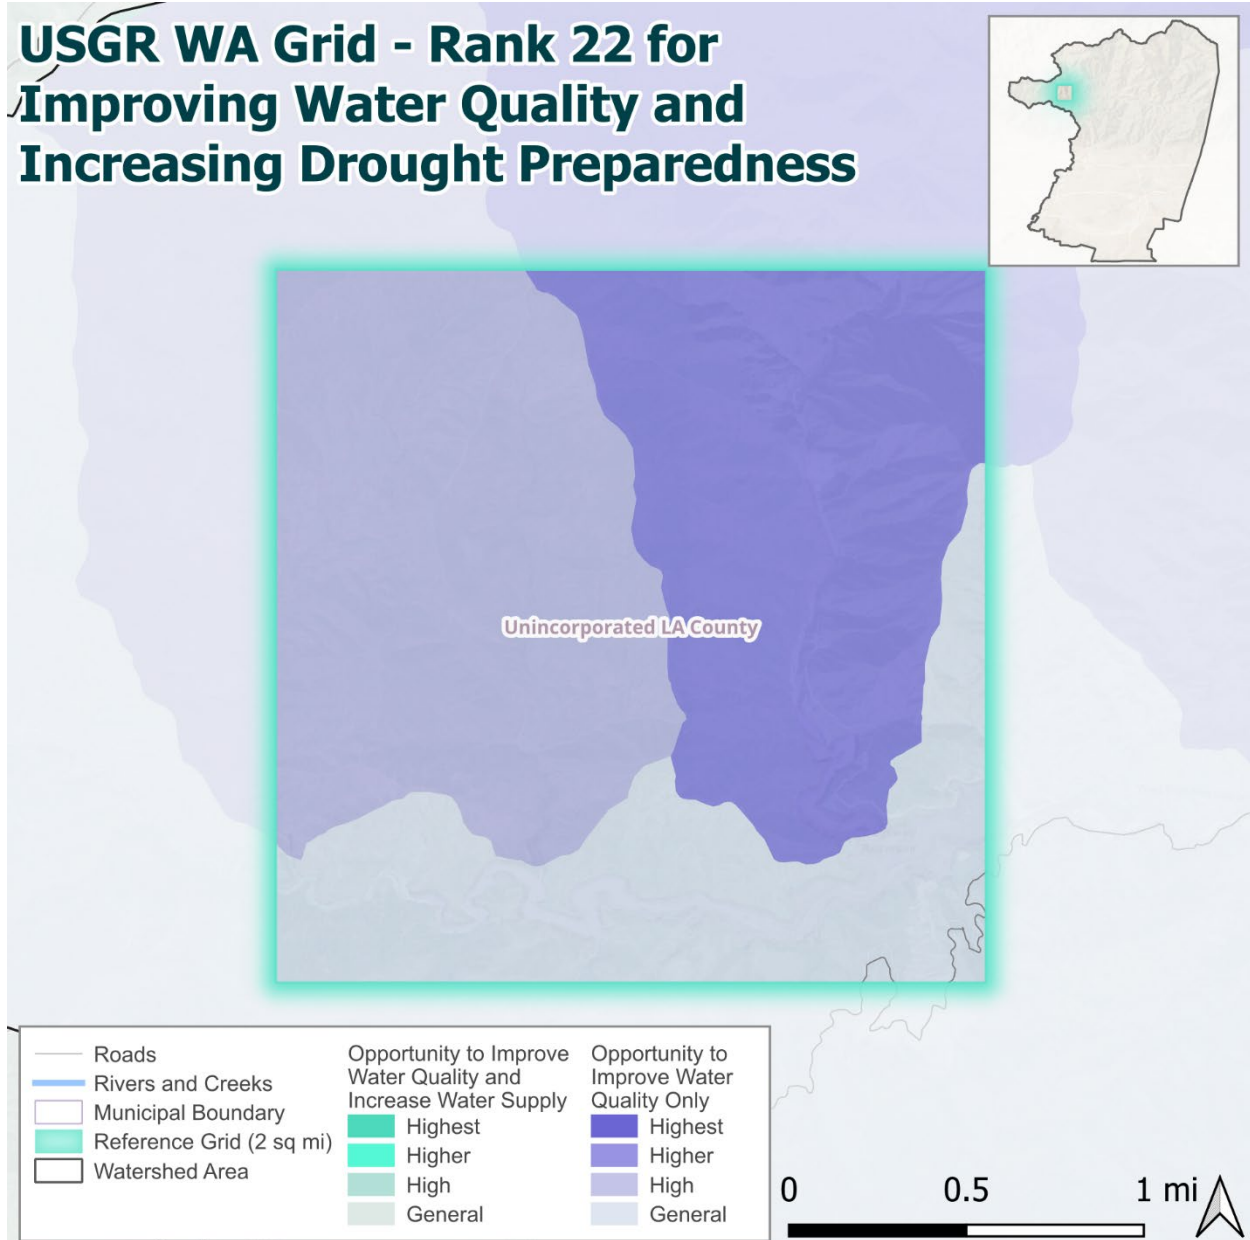 USGR WA Grid - Rank 22 for
Improving Water Quality and
Increasing Drought Preparedness
Unincorporated LA County
Roads
Rivers and Creeks
Municipal Boundary
Reference Grid (2 sq mi)
Watershed Area
Opportunity to Improve
Water Quality and
Increase Water Supply
Highest
Higher
High
General
Opportunity to
Improve Water
Quality Only
Highest
Higher
High
General
0 0.5 1 mi